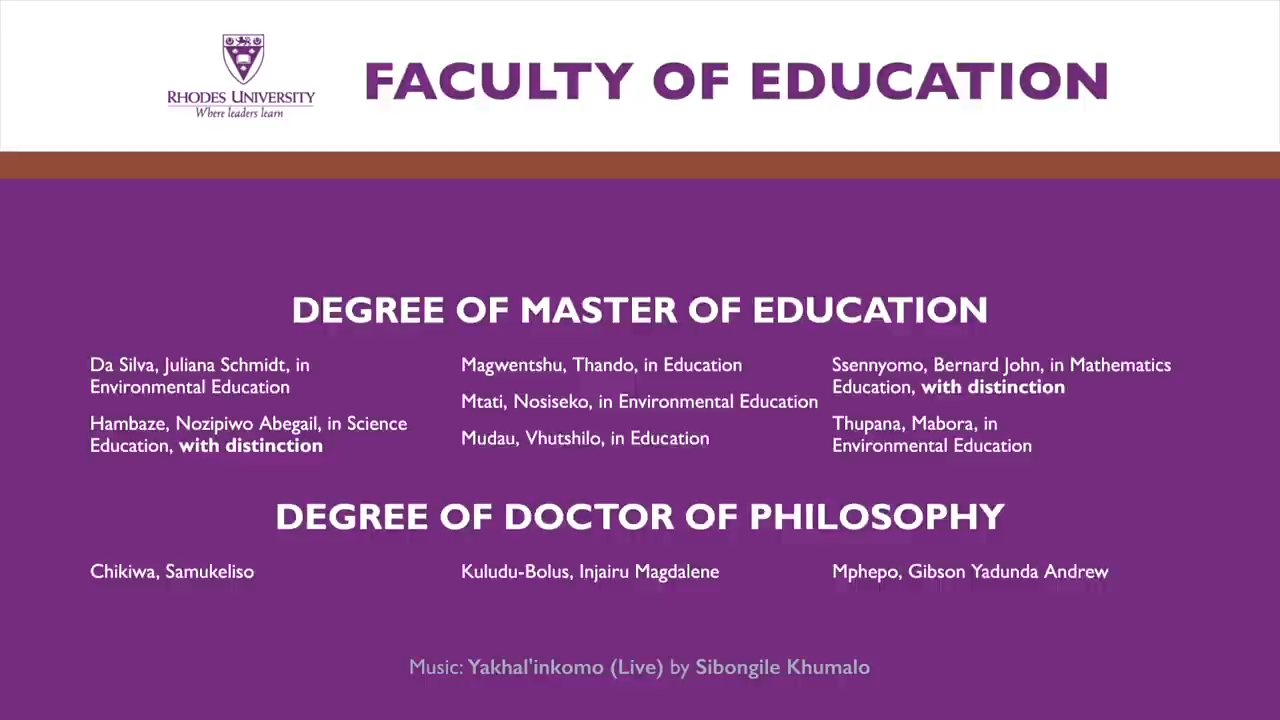 RHODES UNIVERSITY
Where leaders learn
FACULTY OF EDUCATION
DEGREE OF MASTER OF EDUCATION
Da Silva, Juliana Schmidt, in
Environmental Education
Hambaze, Nozipiwo Abegail, in Science
Education, with distinction
Magwentshu, Thando, in Education
Mtati, Nosiseko, in Environmental Education
Mudau, Vhutshilo, in Education
Ssennyomo, Bernard John, in Mathematics
Education, with distinction
Thupana, Mabora, in
Environmental Education
DEGREE OF DOCTOR OF PHILOSOPHY
Chikiwa, Samukeliso
Kuludu-Bolus, Injairu Magdalene
Mphepo, Gibson Yadunda Andrew
Music: Yakhal'inkomo (Live) by Sibongile Khumalo